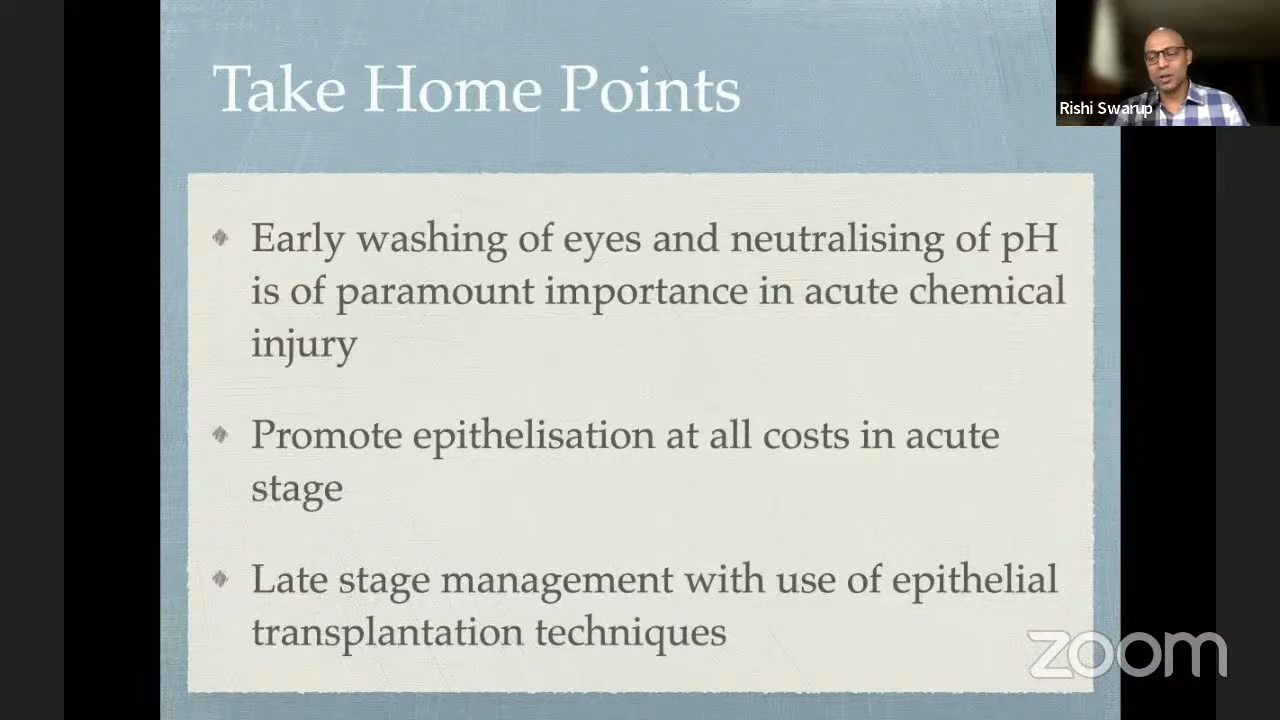 Take Home Points
Rishi Swarup
Early washing of eyes and neutralising of pH
is of paramount importance in acute chemical
injury
Promote epithelisation at all costs in acute
stage
Late stage management with use of epithelial
transplantation techniques
zoom